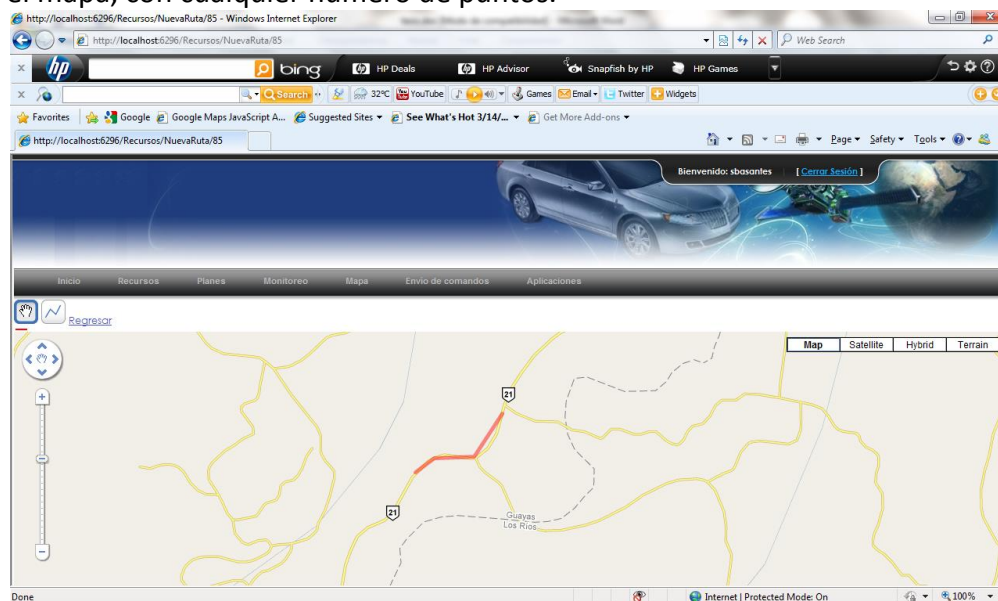 el mapa, con cualquier número de puntos.
http://localhost:6296/Recursos/NuevaRuta/85 - Windows Internet Explorer
http://localhost:6296/Recursos/NuevaRuta/85
Web Search
hp
bing
HP Deals
HP Advisor
Snapfish by HP
HP Games
Search
32°C
YouTube
Games
Email
Twitter
Widgets
Favorites
Google
Google Maps JavaScript A...
Suggested Sites
See What's Hot 3/14/...
Get More Add-ons
http://localhost:6296/Recursos/NuevaRuta/85
Page
Safety
Tools
Bienvenido: sbasantes
[ Cerrar Sesión ]
Inicio
Recursos
Planes
Monitoreo
Mapa
Envio de comandos
Aplicaciones
Regresar
Map
Satellite
Hybrid
Terrain
21
21
Guayas
Los Rios
Done
Internet | Protected Mode: On
100%